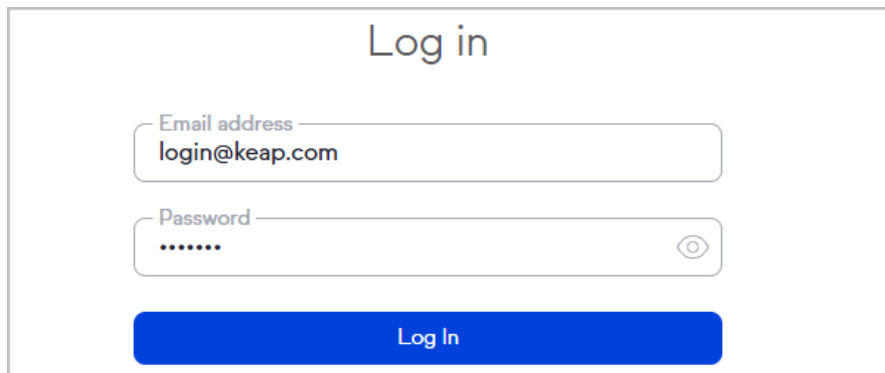 Log in
Email address
login@keap.com
Password
•••••••
Log In